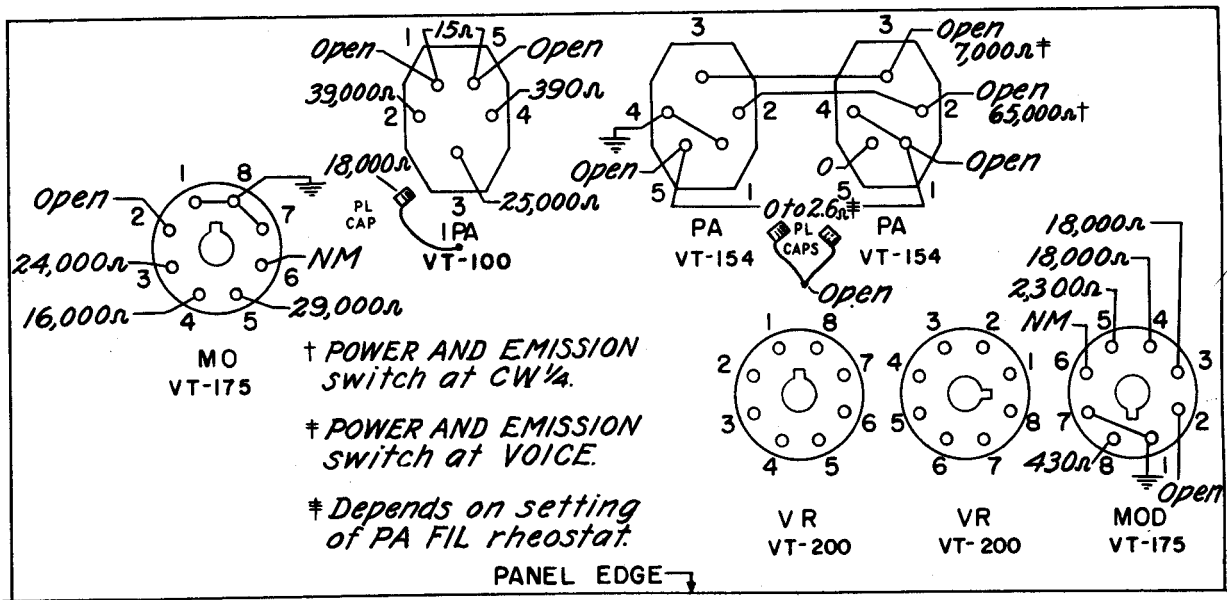 1 15Ω 5
Open Open
39,000Ω 390Ω
2 4
18,000Ω
PL
CAP
25,000Ω
3
1PA
VT-100
3 3
Open
7,000Ω‡
4 2 4 2
Open
65,000Ω†
Open 0 Open
5 1 5 1
0 to 2.6Ω⹋
PA PL PA
VT-154 CAPS VT-154
Open
1 8
Open
2 7
24,000Ω NM
3 6
16,000Ω 29,000Ω
4 5
MO
VT-175
† POWER AND EMISSION
switch at CW 1/4.
‡ POWER AND EMISSION
switch at VOICE.
⹋ Depends on setting
of PA FIL rheostat.
1 8
2 7
3 6
4 5
VR
VT-200
3 2
4 1
5 8
6 7
VR
VT-200
18,000Ω
18,000Ω
2,300Ω
NM
5 4
6 3
7 2
430Ω 8 1
Open
MOD
VT-175
PANEL EDGE